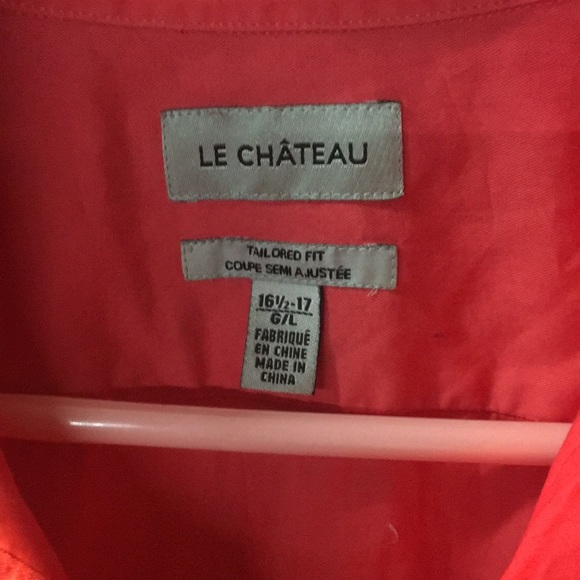 LE CHÂTEAU
TAILORED FIT
COUPE SEMI AJUSTÉE
16½-17
G/L
FABRIQUÉ
EN CHINE
MADE IN
CHINA